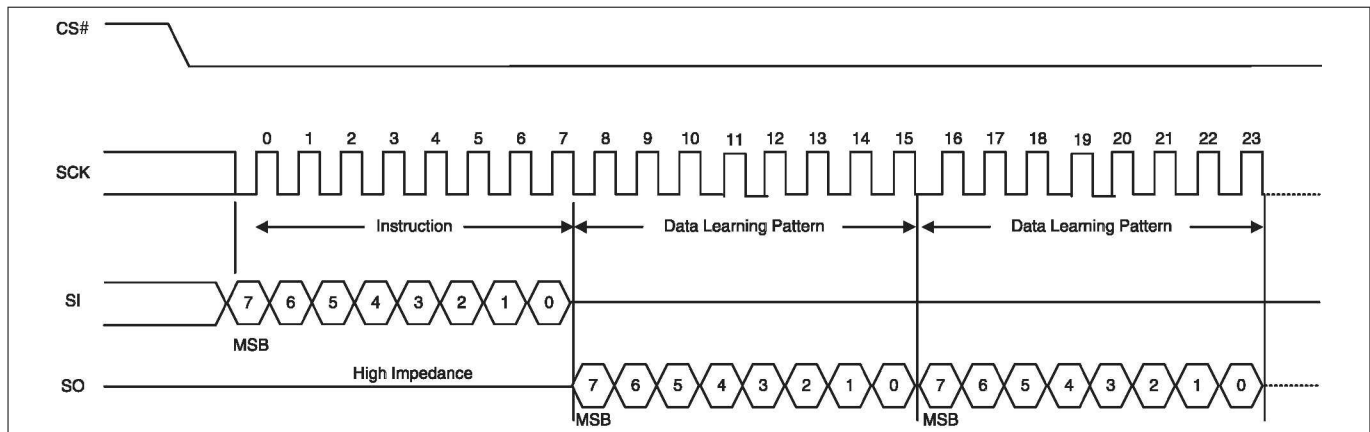 CS#
0 1 2 3 4 5 6 7 8 9 10 11 12 13 14 15 16 17 18 19 20 21 22 23
SCK
Instruction Data Learning Pattern Data Learning Pattern
SI 7 6 5 4 3 2 1 0
MSB
High Impedance
SO 7 6 5 4 3 2 1 0 7 6 5 4 3 2 1 0
MSB MSB